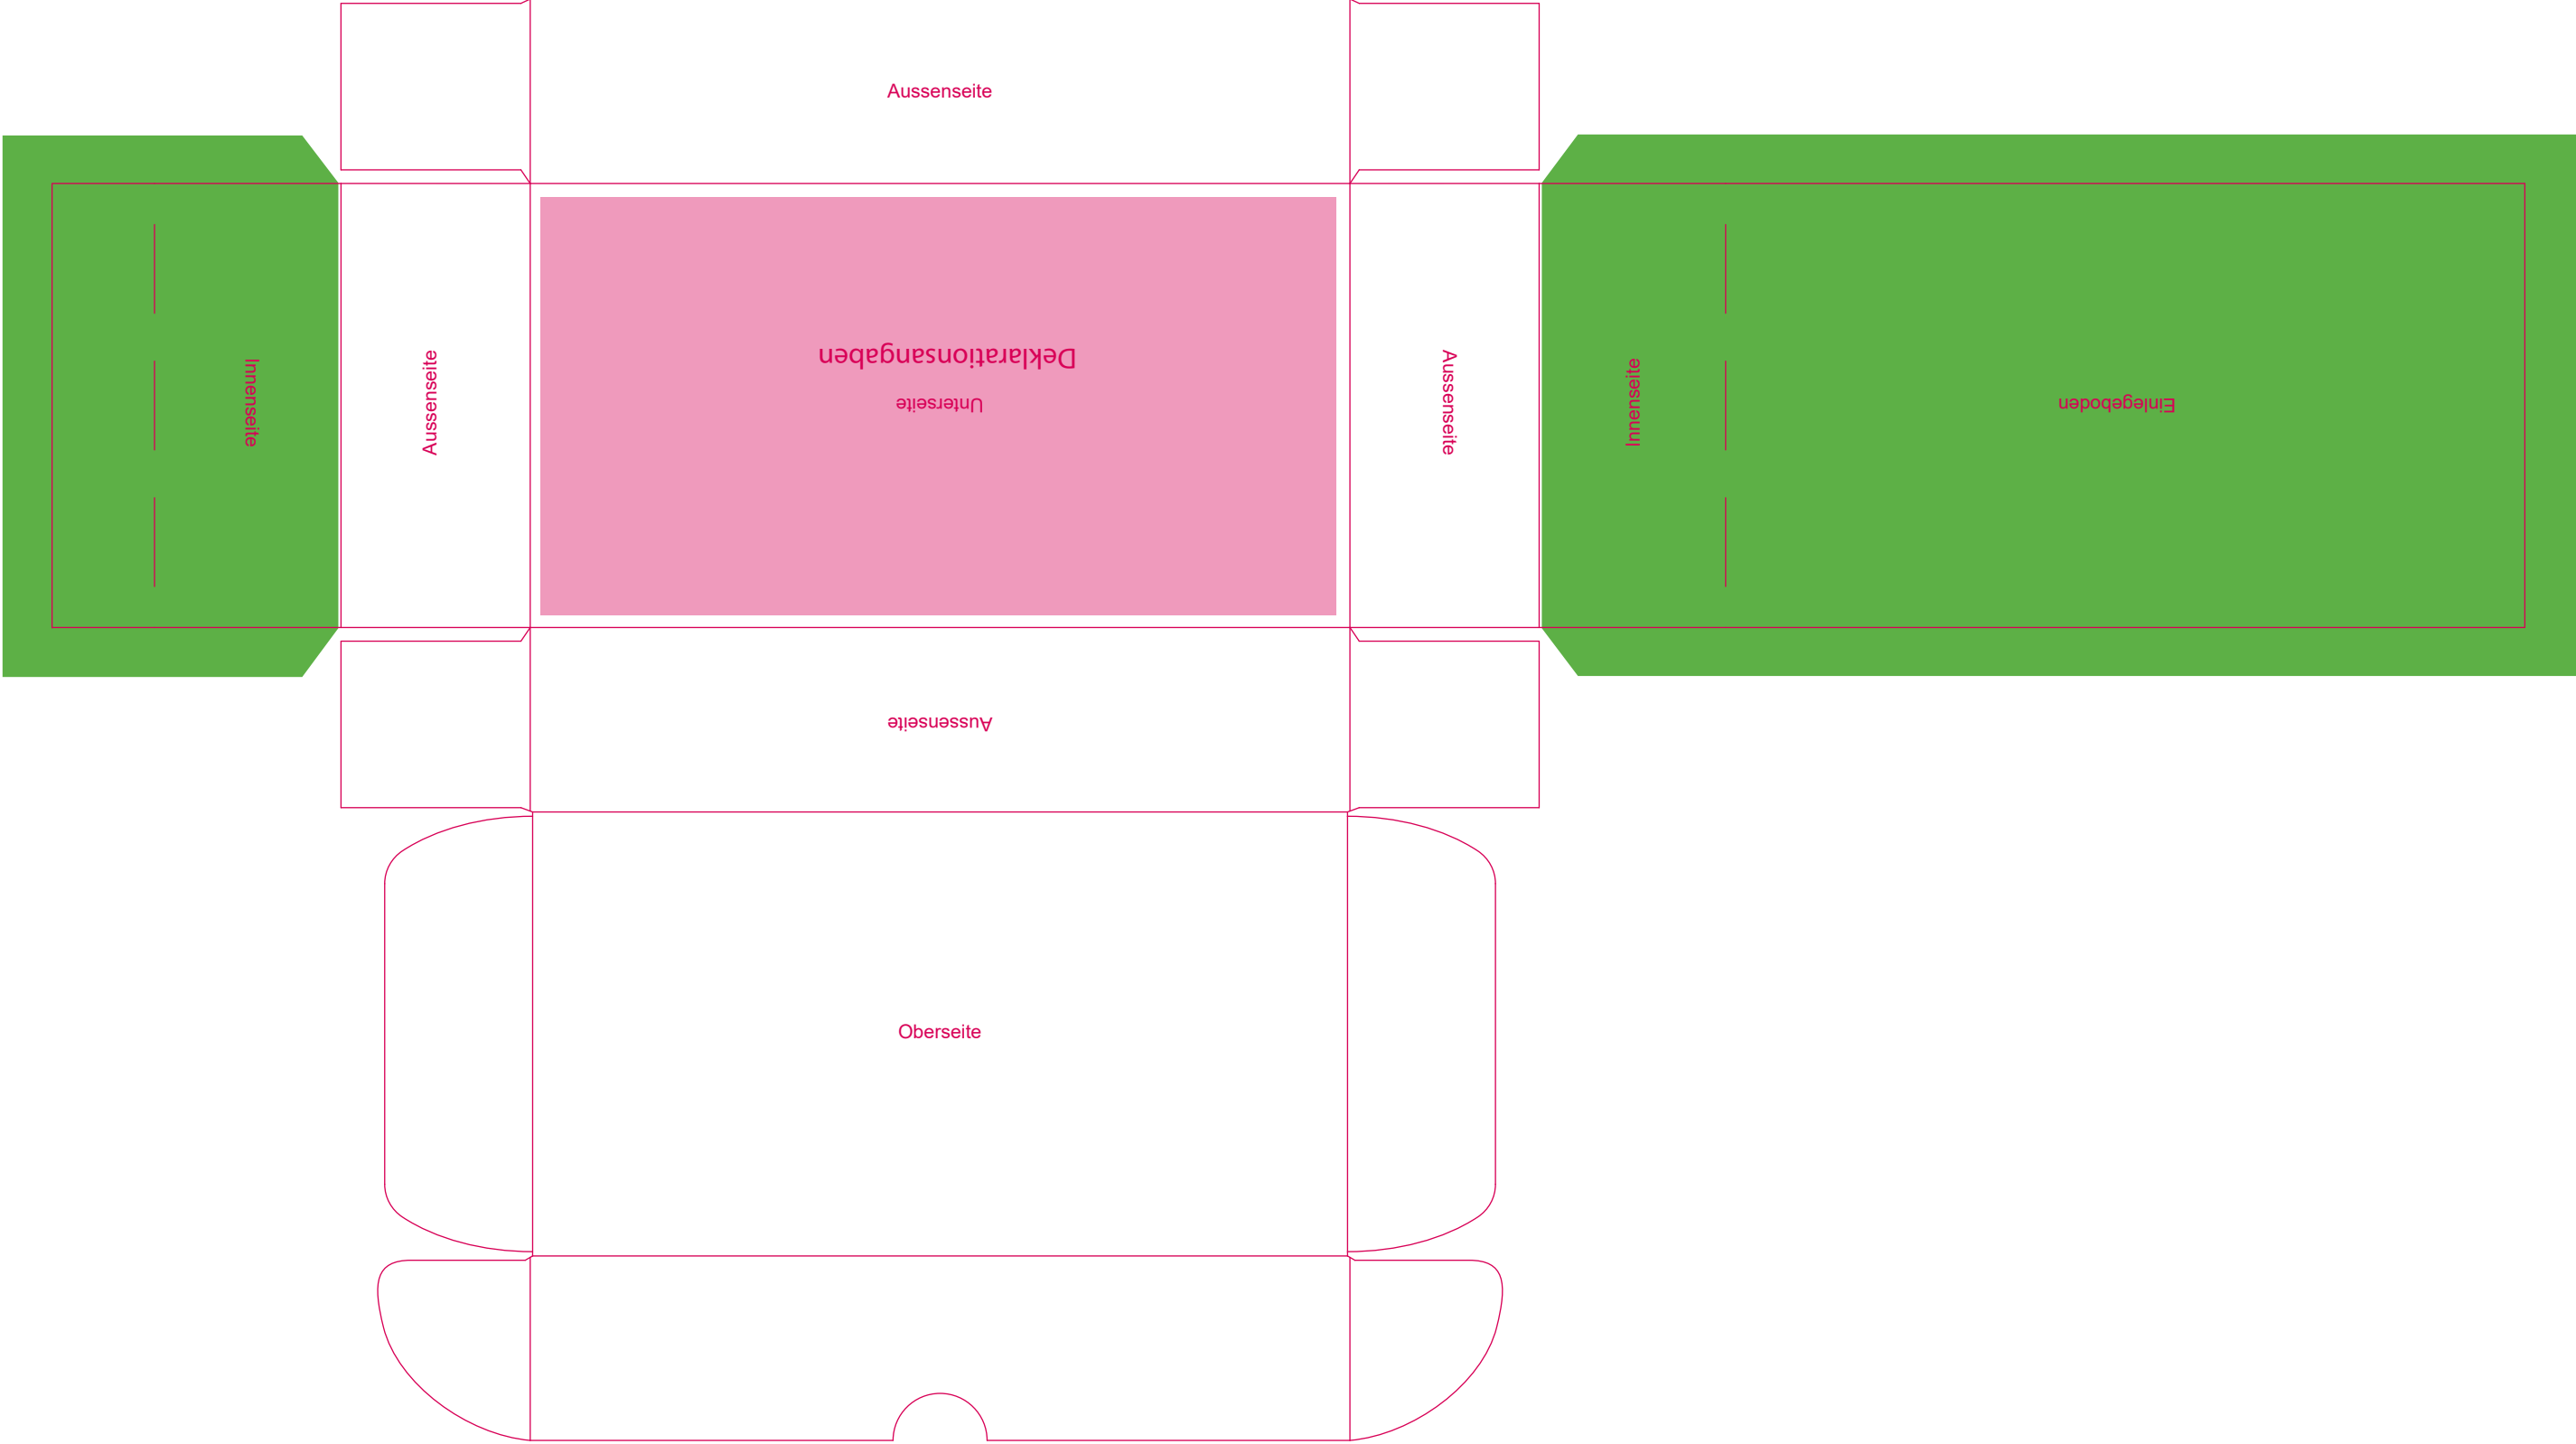 Aussenseite
Innenseite
Aussenseite
Deklarationsangaben
Unterseite
Aussenseite
Innenseite
Einlegeboden
Aussenseite
Oberseite